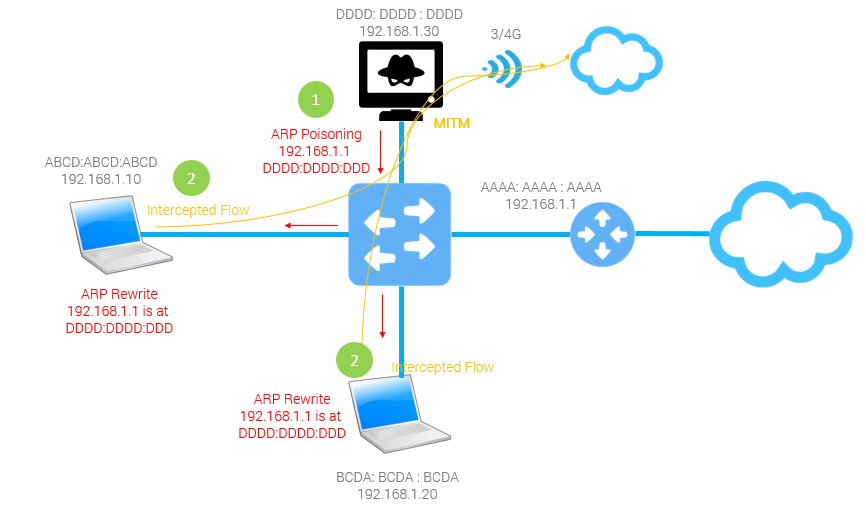 DDDD: DDDD : DDDD
192.168.1.30
3/4G
1
MITM
ARP Poisoning
192.168.1.1
DDDD:DDDD:DDD
ABCD:ABCD:ABCD
192.168.1.10
2
Intercepted Flow
AAAA: AAAA : AAAA
192.168.1.1
ARP Rewrite
192.168.1.1 is at
DDDD:DDDD:DDD
2
Intercepted Flow
ARP Rewrite
192.168.1.1 is at
DDDD:DDDD:DDD
BCDA: BCDA : BCDA
192.168.1.20